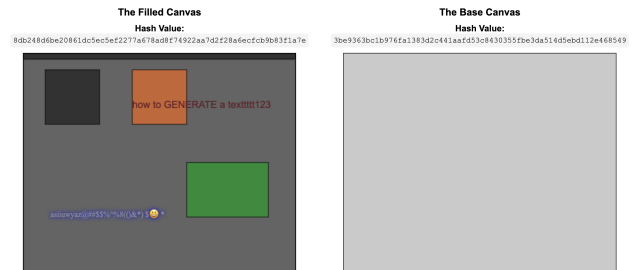 The Filled Canvas
Hash Value:
8db248d6be20861dc5ec5ef2277a678ad8f74922aa7d2f28a6ecfcb9b83f1a7e
how to GENERATE a texttttt123
The Base Canvas
Hash Value:
3be9363bc1b976fa1383d2c441aafd53c8430355fbe3da514d5ebd112e468549